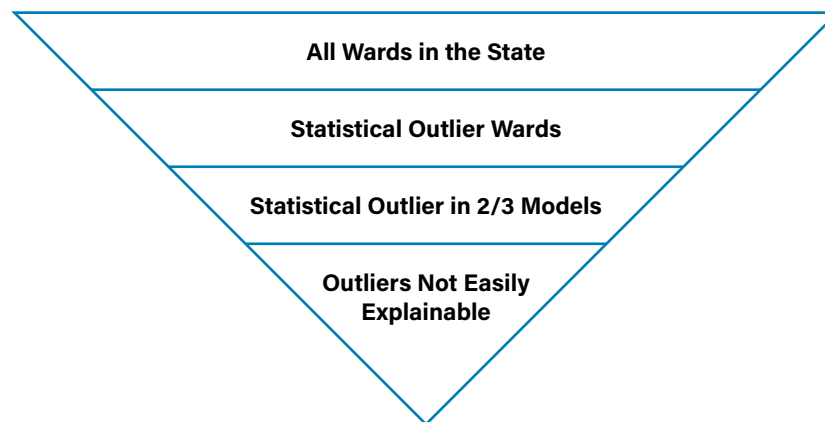 All Wards in the State
Statistical Outlier Wards
Statistical Outlier in 2/3 Models
Outliers Not Easily
Explainable